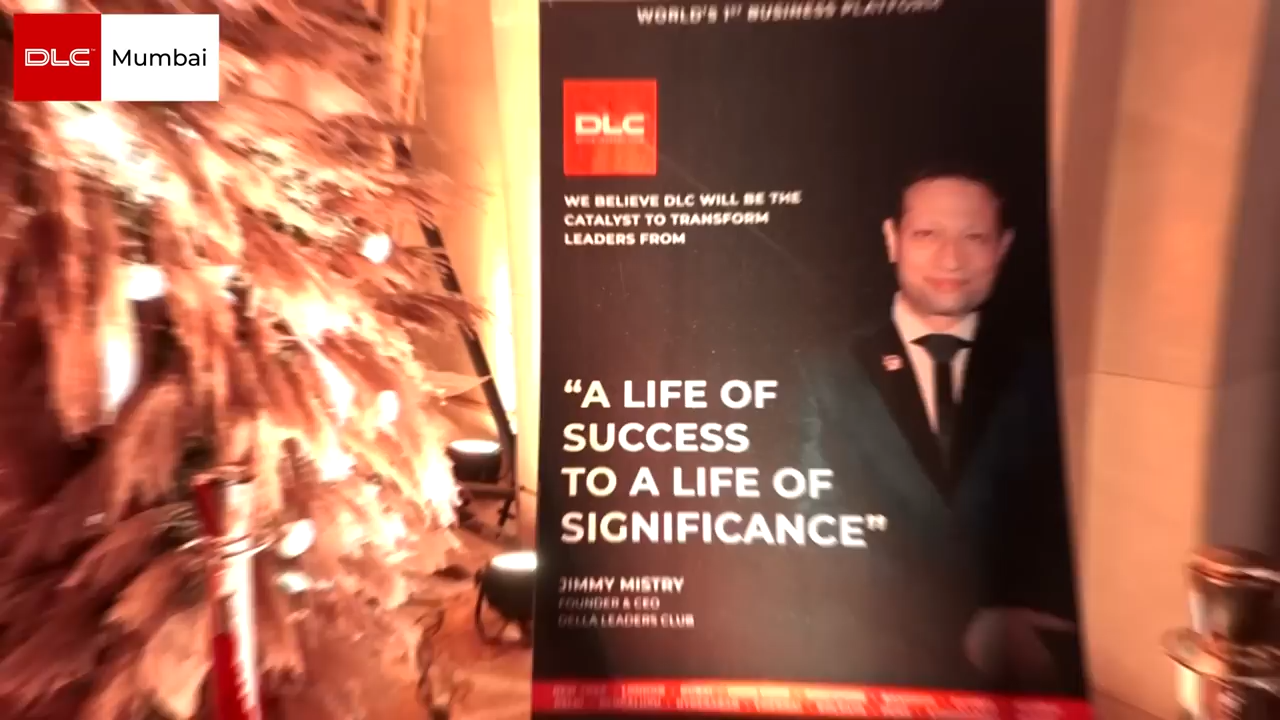 DLC Mumbai
WORLD'S 1ST BUSINESS PLATFORM
DLC
WE BELIEVE DLC WILL BE THE
CATALYST TO TRANSFORM
LEADERS FROM
“A LIFE OF
SUCCESS
TO A LIFE OF
SIGNIFICANCE”
JIMMY MISTRY
FOUNDER & CEO
DELLA LEADERS CLUB